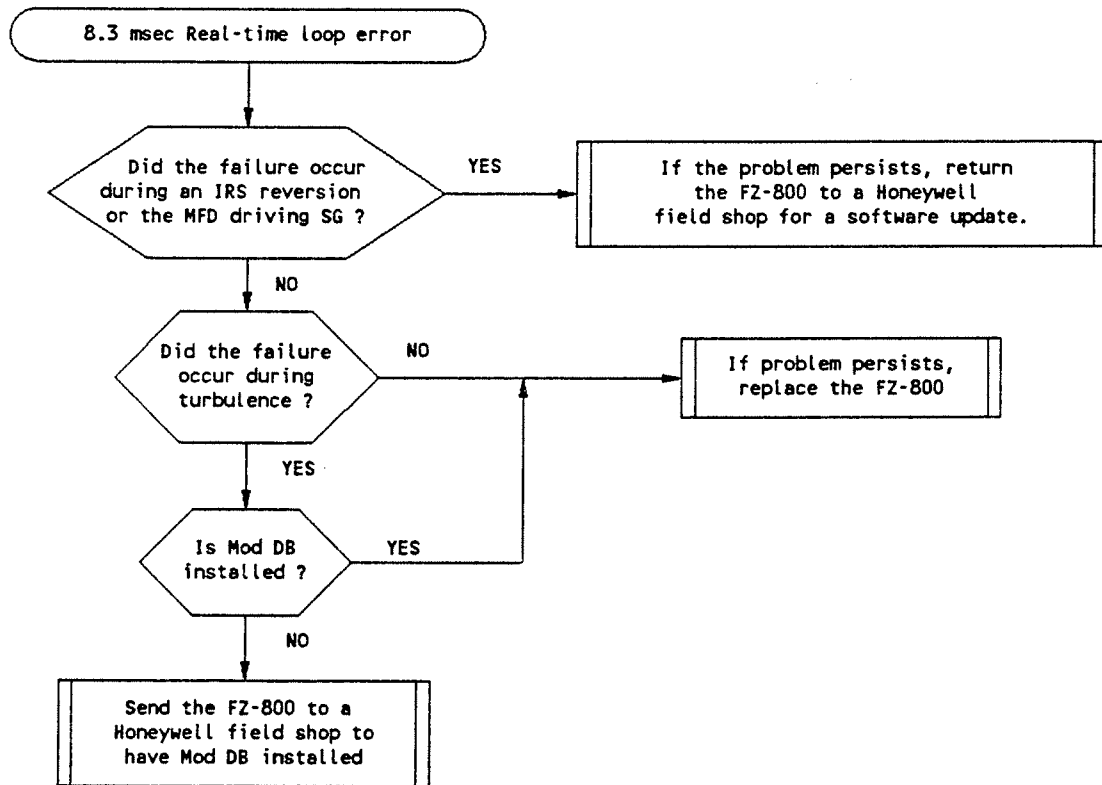 8.3 msec Real-time loop error
Did the failure occur
during an IRS reversion
or the MFD driving SG ?
YES
If the problem persists, return
the FZ-800 to a Honeywell
field shop for a software update.
NO
Did the failure
occur during
turbulence ?
NO
If problem persists,
replace the FZ-800
YES
Is Mod DB
installed ?
YES
NO
Send the FZ-800 to a
Honeywell field shop to
have Mod DB installed